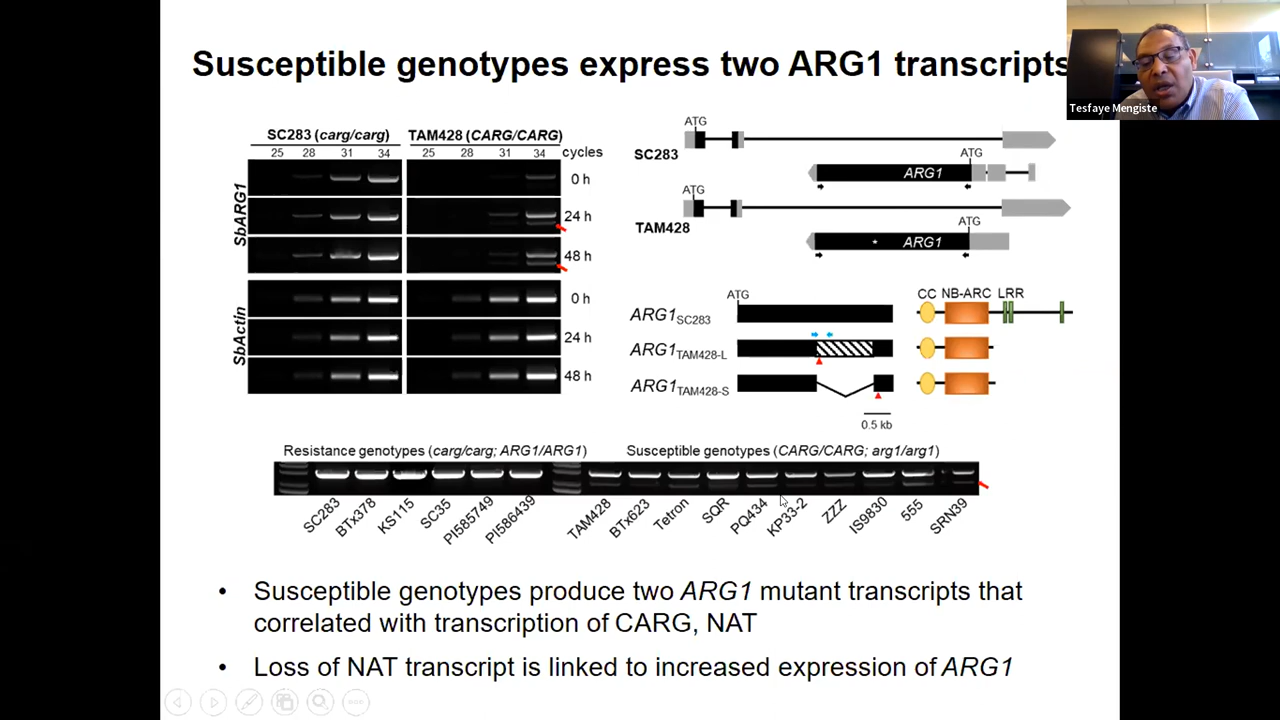 Susceptible genotypes express two ARG1 transcripts
Tesfaye Mengiste
SC283 (carg/carg)
TAM428 (CARG/CARG)
25 28 31 34 25 28 31 34 cycles
SbARG1
0 h
24 h
48 h
SbActin
0 h
24 h
48 h
ATG
SC283
ATG
ARG1
ATG
TAM428
ATG
* ARG1
ATG
CC NB-ARC LRR
ARG1SC283
ARG1TAM428-L
ARG1TAM428-S
0.5 kb
Resistance genotypes (carg/carg; ARG1/ARG1)
Susceptible genotypes (CARG/CARG; arg1/arg1)
SC283 BTx378 KS115 SC35 PI585749 PI586439 TAM428 BTx623 Tetron SQR PQ434 KP33-2 ZZZ IS9830 555 SRN39
• Susceptible genotypes produce two ARG1 mutant transcripts that
correlated with transcription of CARG, NAT
• Loss of NAT transcript is linked to increased expression of ARG1